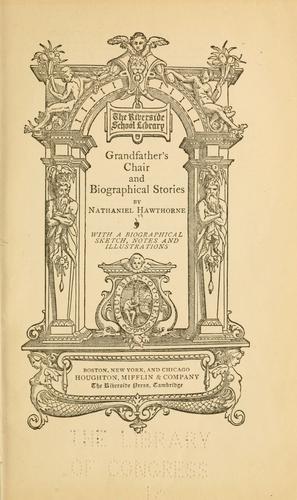 The Riverside
School Library
Grandfather's
Chair
and
Biographical Stories
BY
NATHANIEL HAWTHORNE
WITH A BIOGRAPHICAL
SKETCH, NOTES AND
ILLUSTRATIONS
BOSTON, NEW YORK, AND CHICAGO
HOUGHTON, MIFFLIN & COMPANY
The Riverside Press, Cambridge
THE LIBRARY
OF CONGRESS